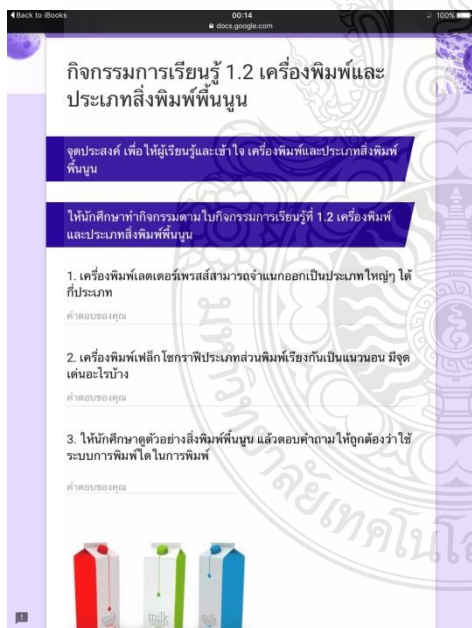 Back to iBooks
00:14
100%
docs.google.com
กิจกรรมการเรียนรู้ 1.2 เครื่องพิมพ์และ
ประเภทสิ่งพิมพ์พื้นนูน
จุดประสงค์ เพื่อให้ผู้เรียนรู้และเข้าใจ เครื่องพิมพ์และประเภทสิ่งพิมพ์
พื้นนูน
ให้นักศึกษาทำกิจกรรมตามใบกิจกรรมการเรียนรู้ที่ 1.2 เครื่องพิมพ์
และประเภทสิ่งพิมพ์พื้นนูน
1. เครื่องพิมพ์เลตเตอร์เพรสส์สามารถจำแนกออกเป็นประเภทใหญ่ๆ ได้
กี่ประเภท
คำตอบของคุณ
2. เครื่องพิมพ์เฟล็กโซกราฟีประเภทส่วนพิมพ์เรียงกันเป็นแนวนอน มีจุด
เด่นอะไรบ้าง
คำตอบของคุณ
3. ให้นักศึกษาดูตัวอย่างสิ่งพิมพ์พื้นนูน แล้วตอบคำถามให้ถูกต้องว่าใช้
ระบบการพิมพ์ใดในการพิมพ์
คำตอบของคุณ
milk
milk
milk